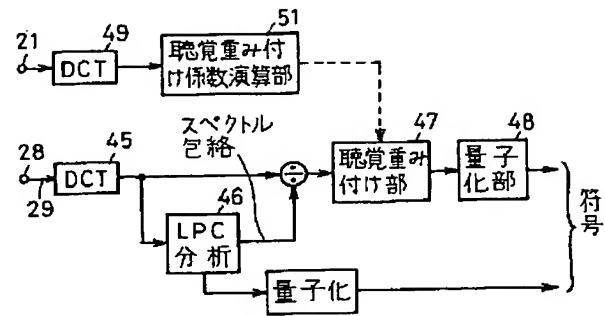 21
49
DCT
51
聴覚重み付
け係数演算部
スペクトル
包絡
28
29
45
DCT
÷
47
聴覚重み
付け部
48
量子
化部
46
LPC
分析
量子化
符号